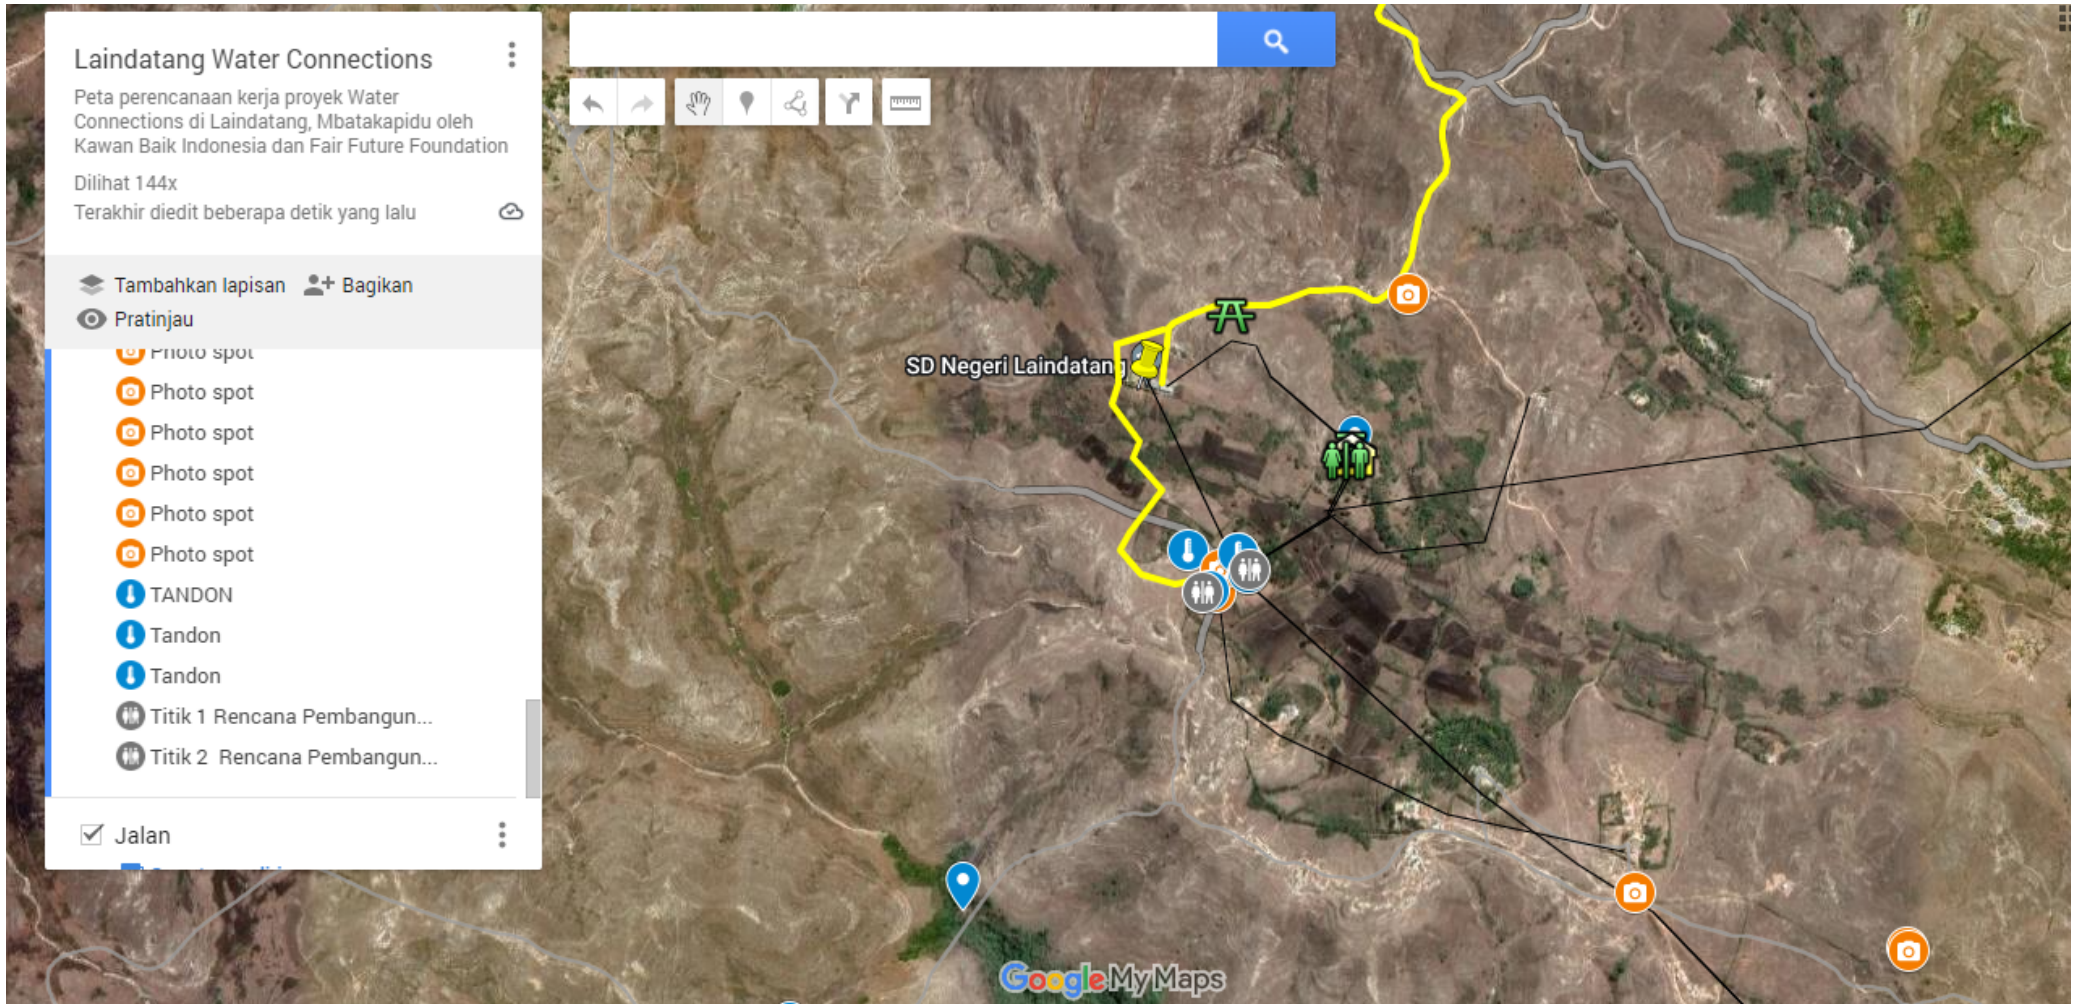 Laindatang Water Connections
Peta perencanaan kerja proyek Water
Connections di Laindatang, Mbatakapidu oleh
Kawan Baik Indonesia dan Fair Future Foundation
Dilihat 144x
Terakhir diedit beberapa detik yang lalu
Tambahkan lapisan Bagikan
Pratinjau
Photo spot
Photo spot
Photo spot
Photo spot
Photo spot
Photo spot
TANDON
Tandon
Tandon
Titik 1 Rencana Pembangun...
Titik 2 Rencana Pembangun...
Jalan
SD Negeri Laindatang
Google My Maps